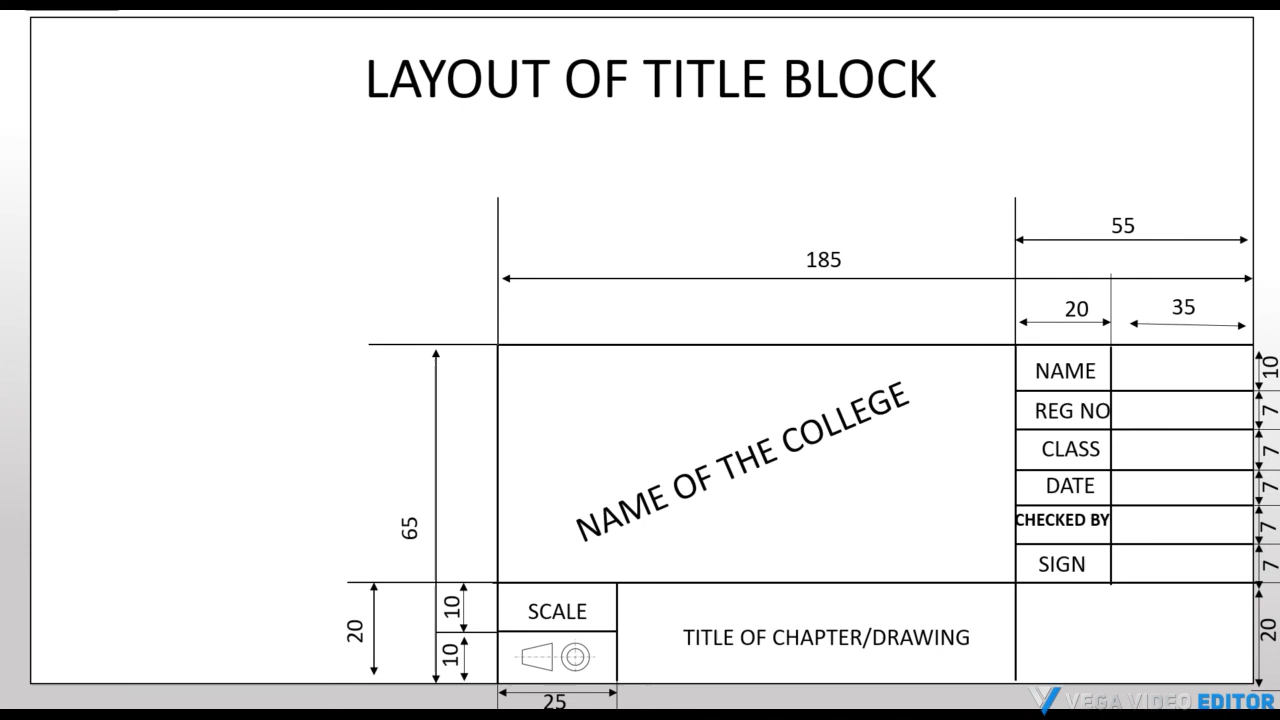 LAYOUT OF TITLE BLOCK
55
185
20
35
NAME
10
REG NO
7
CLASS
7
DATE
7
CHECKED BY
7
SIGN
7
NAME OF THE COLLEGE
65
20
10
SCALE
10
TITLE OF CHAPTER/DRAWING
20
25
VEGA VIDEO EDITOR